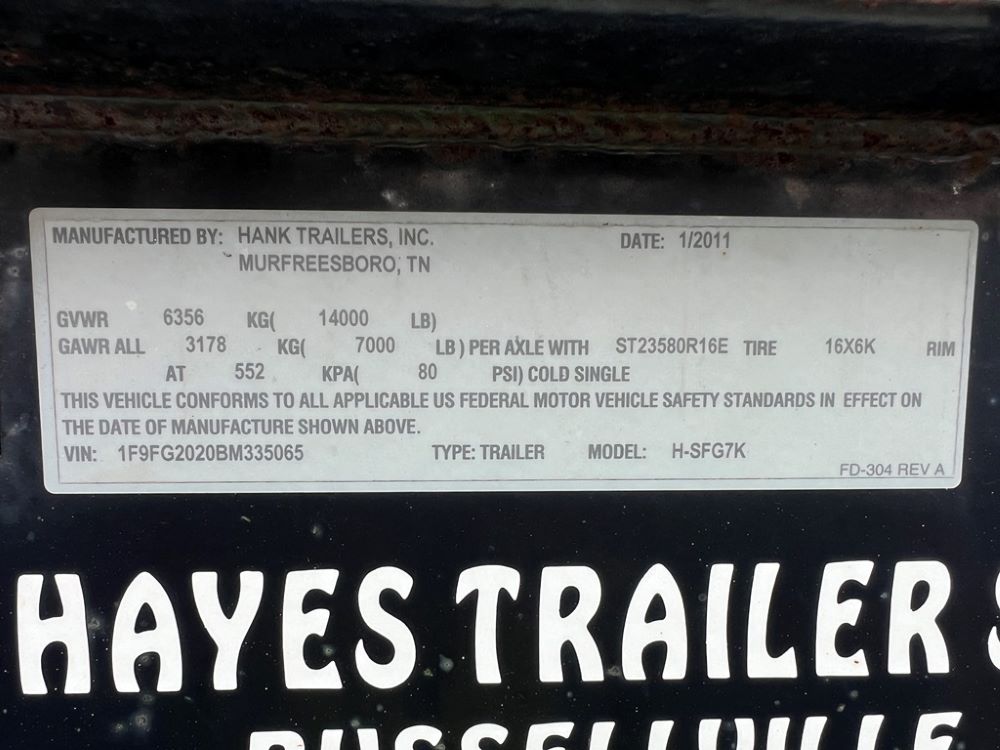 MANUFACTURED BY: HANK TRAILERS, INC. DATE: 1/2011
MURFREESBORO, TN
GVWR 6356 KG( 14000 LB)
GAWR ALL 3178 KG( 7000 LB) PER AXLE WITH ST23580R16E TIRE 16X6K RIM
AT 552 KPA( 80 PSI) COLD SINGLE
THIS VEHICLE CONFORMS TO ALL APPLICABLE US FEDERAL MOTOR VEHICLE SAFETY STANDARDS IN EFFECT ON
THE DATE OF MANUFACTURE SHOWN ABOVE.
VIN: 1F9FG2020BM335065 TYPE: TRAILER MODEL: H-SFG7K
FD-304 REV A
HAYES TRAILER
RUSSELLVILLE